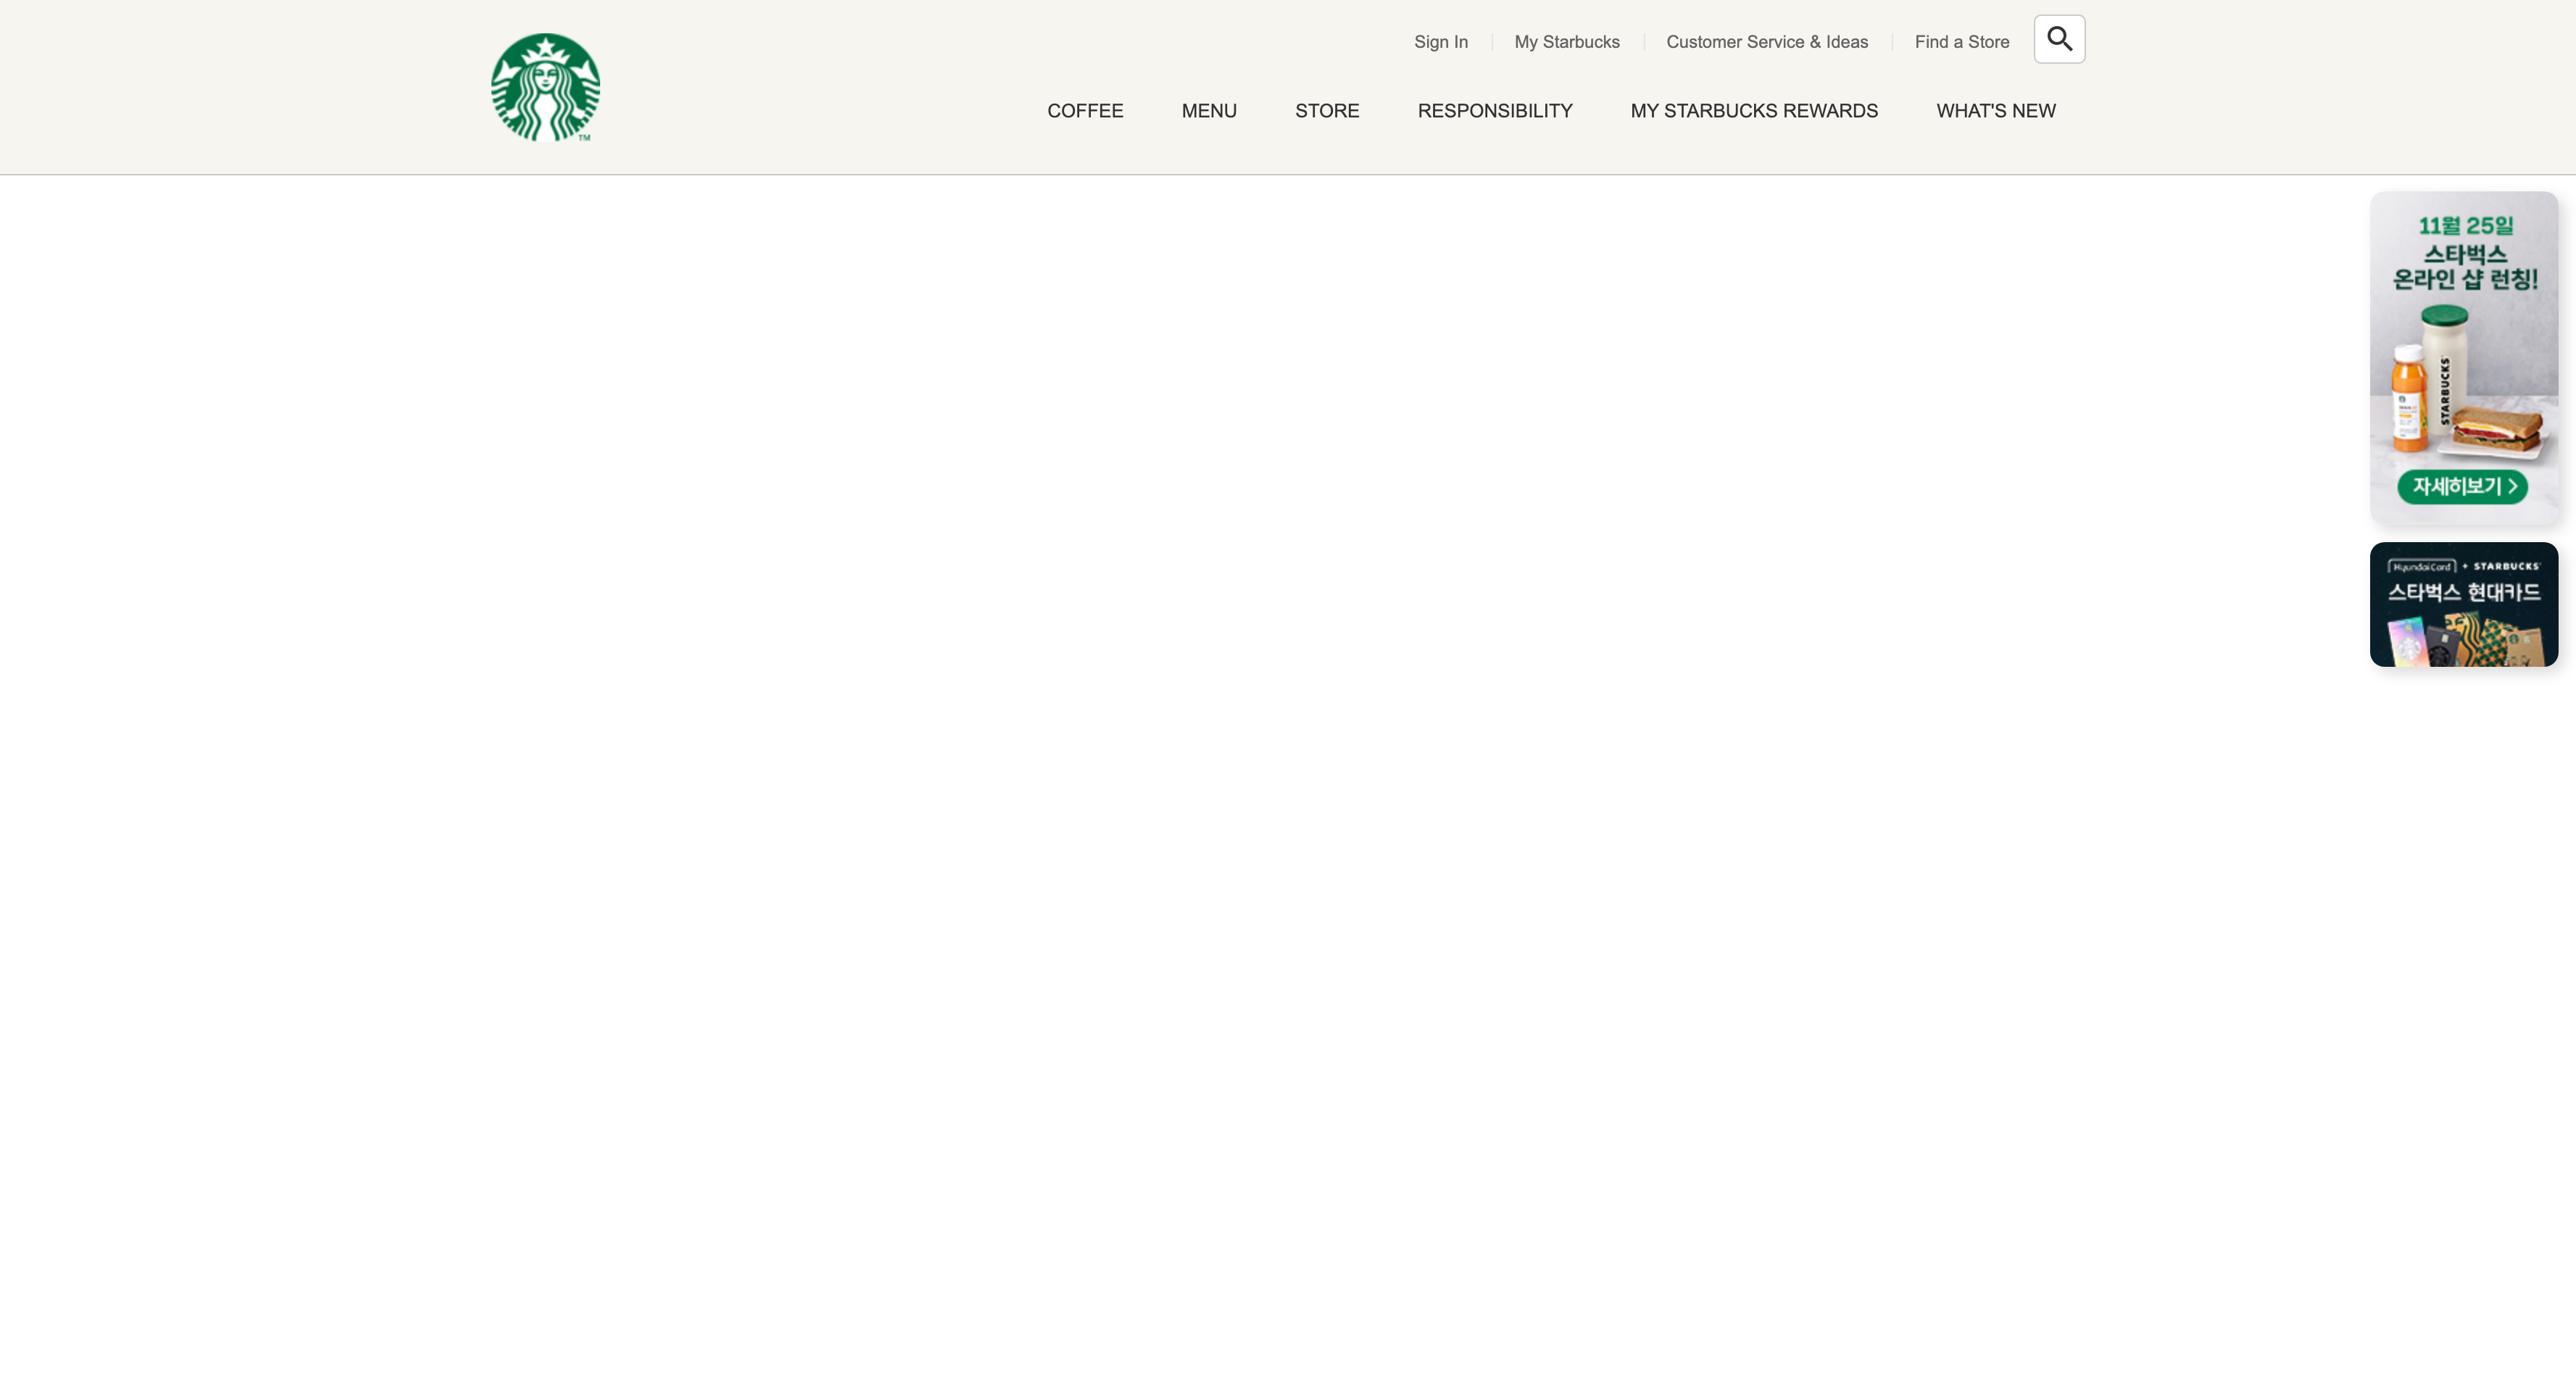 Sign In
My Starbucks
Customer Service & Ideas
Find a Store
COFFEE
MENU
STORE
RESPONSIBILITY
MY STARBUCKS REWARDS
WHAT'S NEW
TM
11월 25일
스타벅스
온라인 샵 런칭!
STARBUCKS
자세히보기
HyundaiCard + STARBUCKS
스타벅스 현대카드